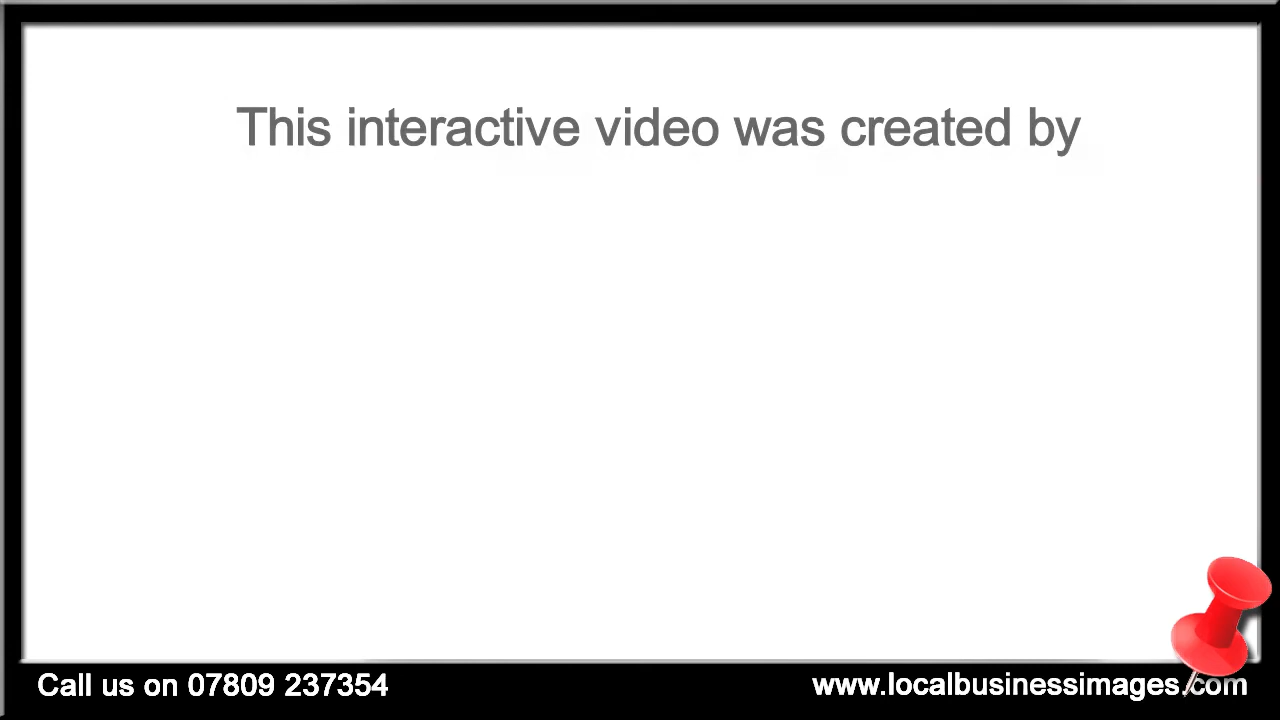 This interactive video was created by
Call us on 07809 237354
www.localbusinessimages.com